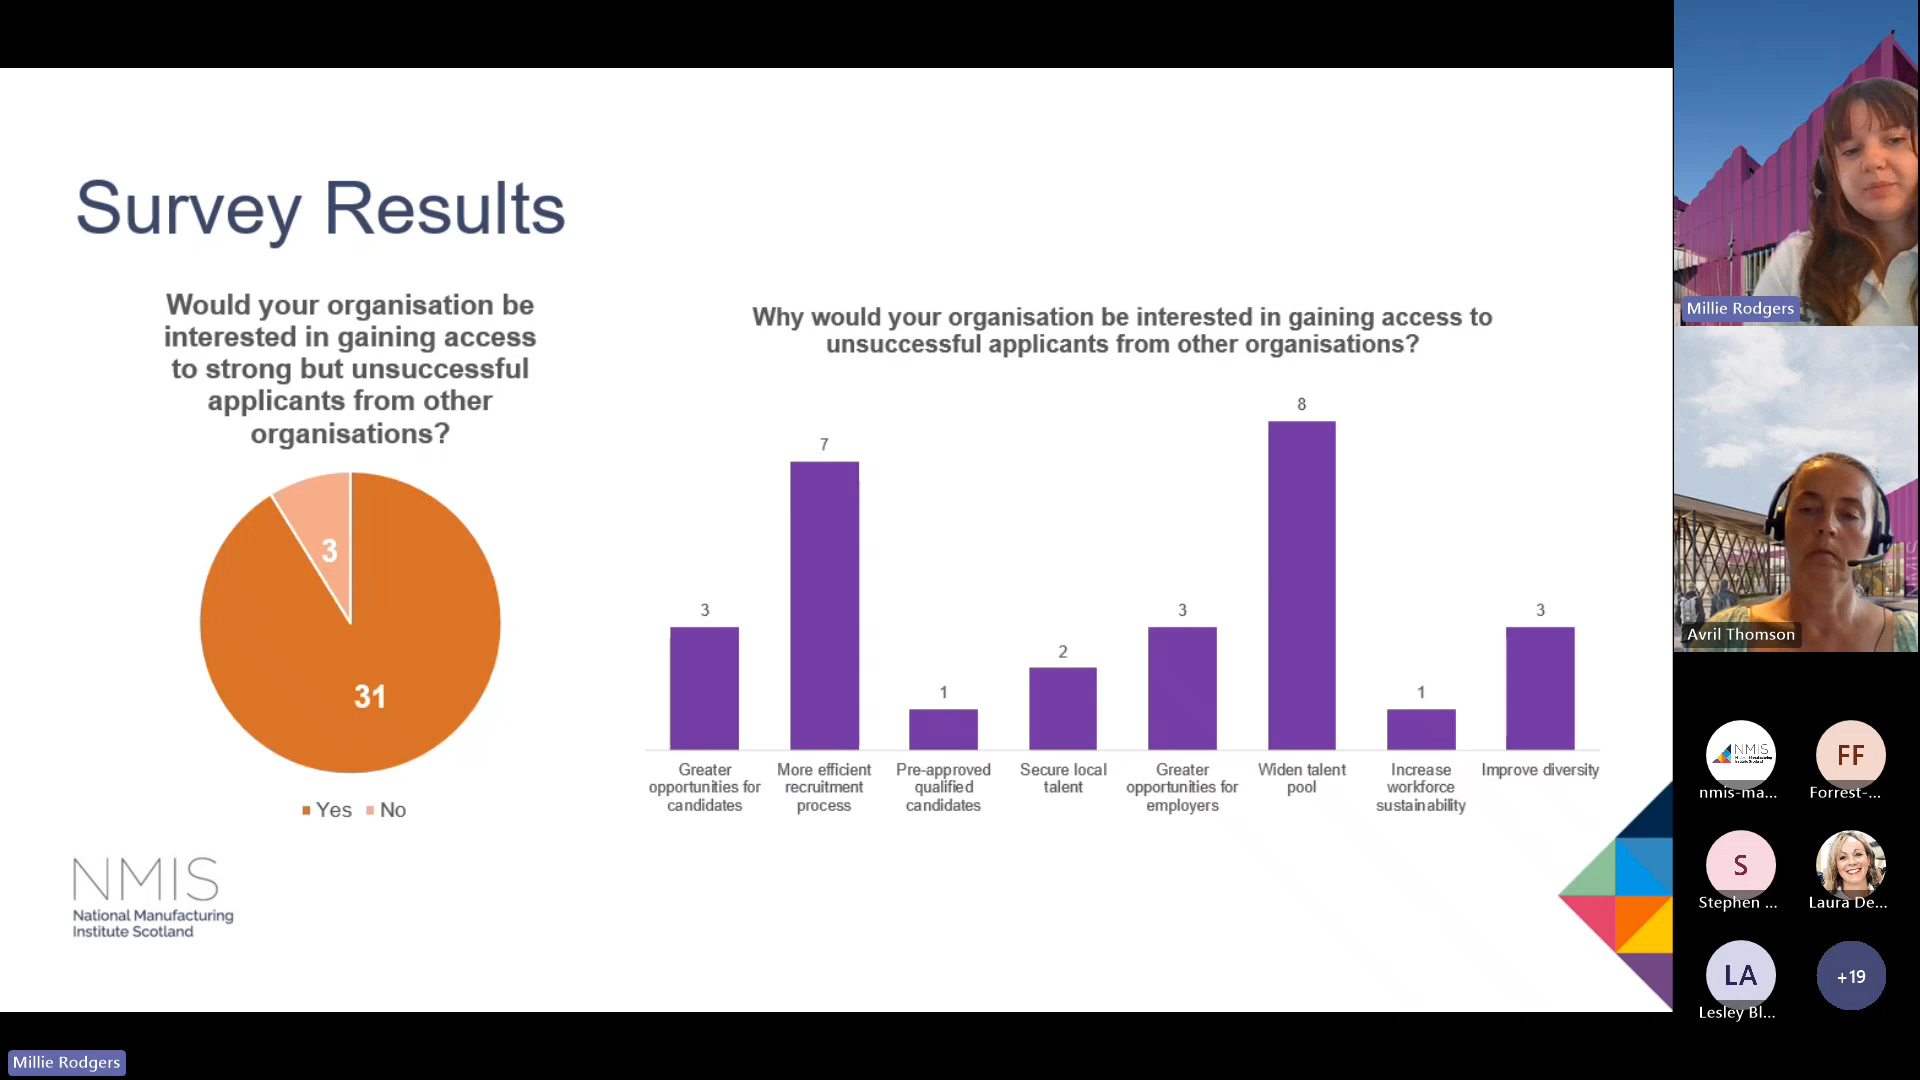 Survey Results
Would your organisation be
interested in gaining access
to strong but unsuccessful
applicants from other
organisations?
3
31
Yes No
Why would your organisation be interested in gaining access to
unsuccessful applicants from other organisations?
3
7
1
2
3
8
1
3
Greater
opportunities for
candidates
More efficient
recruitment
process
Pre-approved
qualified
candidates
Secure local
talent
Greater
opportunities for
employers
Widen talent
pool
Increase
workforce
sustainability
Improve diversity
NMIS
National Manufacturing
Institute Scotland
Millie Rodgers
Avril Thomson
NMIS
nmis-ma...
FF
Forrest-...
S
Stephen ...
Laura De...
LA
Lesley Bl...
+19
Millie Rodgers